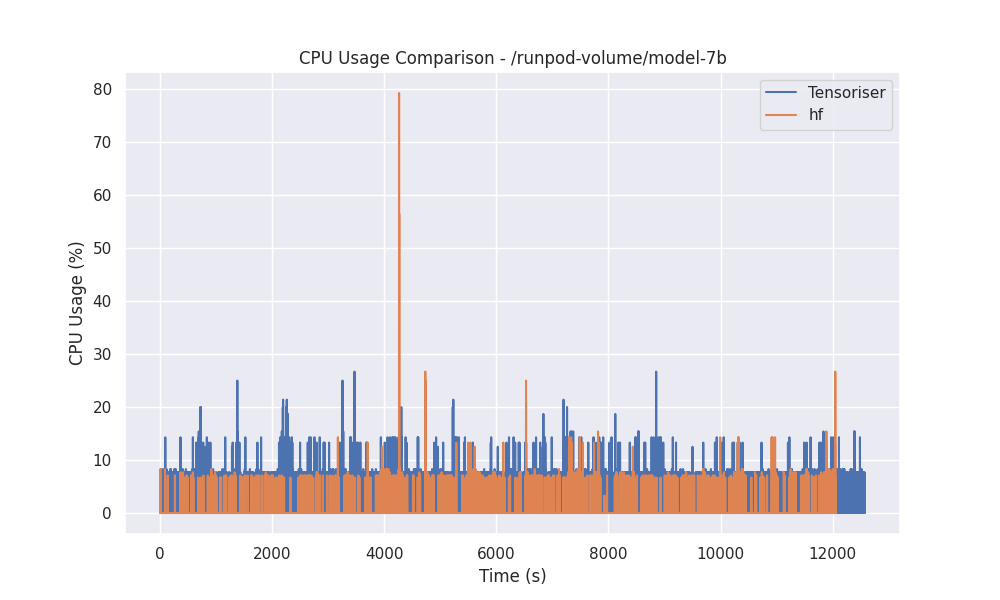 CPU Usage Comparison - /runpod-volume/model-7b
Tensoriser
hf
CPU Usage (%)
80
70
60
50
40
30
20
10
0
0 2000 4000 6000 8000 10000 12000
Time (s)